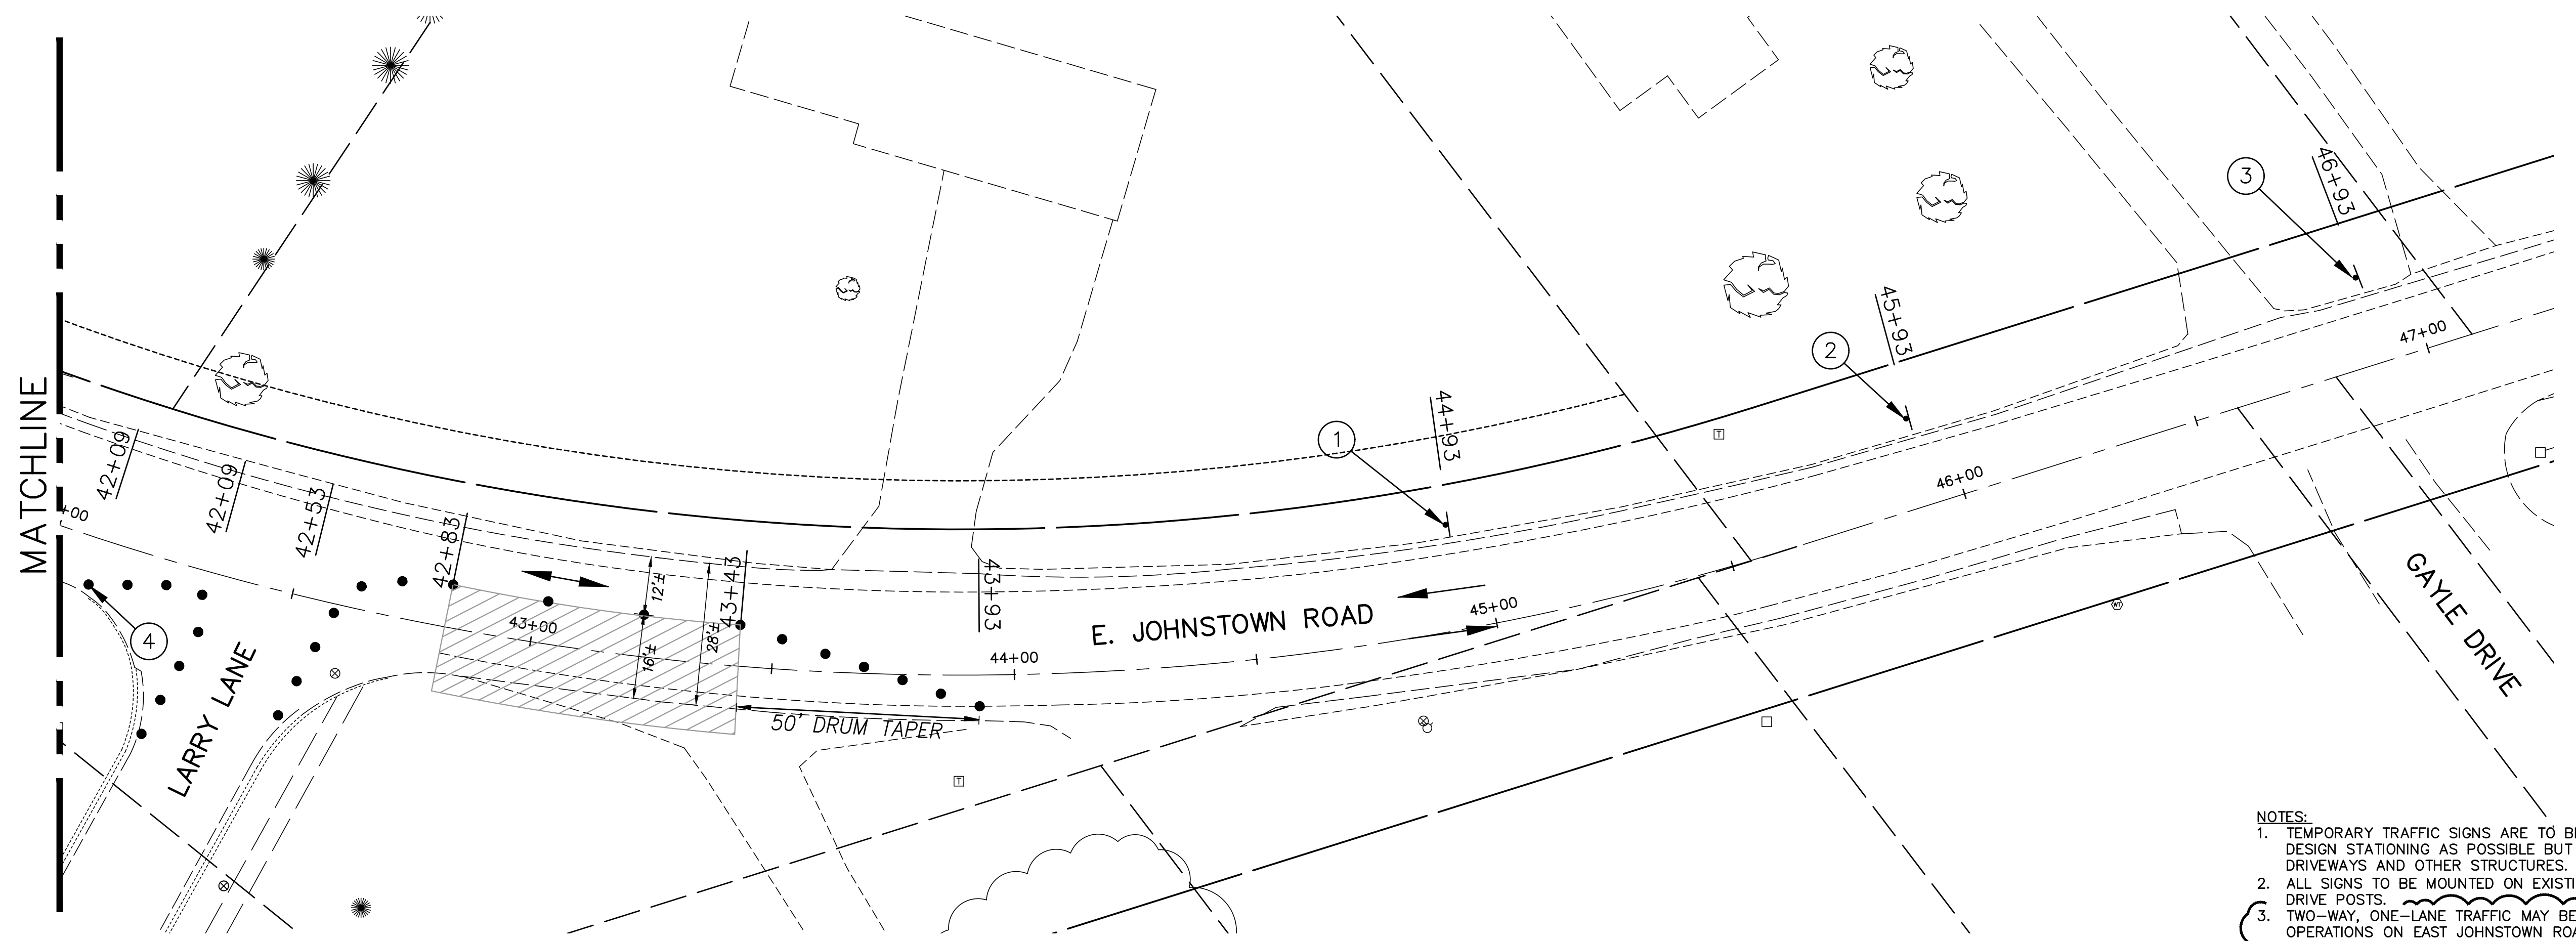 MATCHLINE
42+09
42+09
42+53
42+83
43+43
43+93
44+93
45+93
46+93
1
2
3
4
+00
43+00
44+00
45+00
46+00
47+00
12'±
16'±
28'±
50' DRUM TAPER
E. JOHNSTOWN ROAD
LARRY LANE
GAYLE DRIVE
T
T
WT
NOTES:
1. TEMPORARY TRAFFIC SIGNS ARE TO B
DESIGN STATIONING AS POSSIBLE BUT
DRIVEWAYS AND OTHER STRUCTURES.
2. ALL SIGNS TO BE MOUNTED ON EXISTI
DRIVE POSTS.
3. TWO-WAY, ONE-LANE TRAFFIC MAY BE
OPERATIONS ON EAST JOHNSTOWN ROA